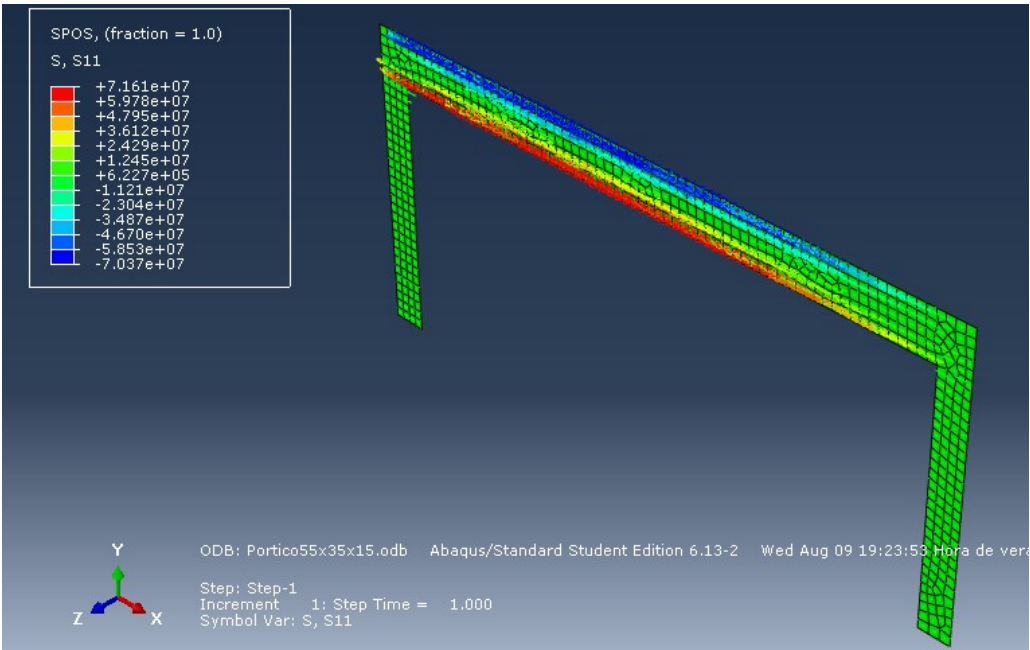 SPOS, (fraction = 1.0)
S, S11
+7.161e+07
+5.978e+07
+4.795e+07
+3.612e+07
+2.429e+07
+1.245e+07
+6.227e+05
-1.121e+07
-2.304e+07
-3.487e+07
-4.670e+07
-5.853e+07
-7.037e+07
Y
Z X
ODB: Portico55x35x15.odb Abaqus/Standard Student Edition 6.13-2 Wed Aug 09 19:23:53 Hora de vera
Step: Step-1
Increment 1: Step Time = 1.000
Symbol Var: S, S11